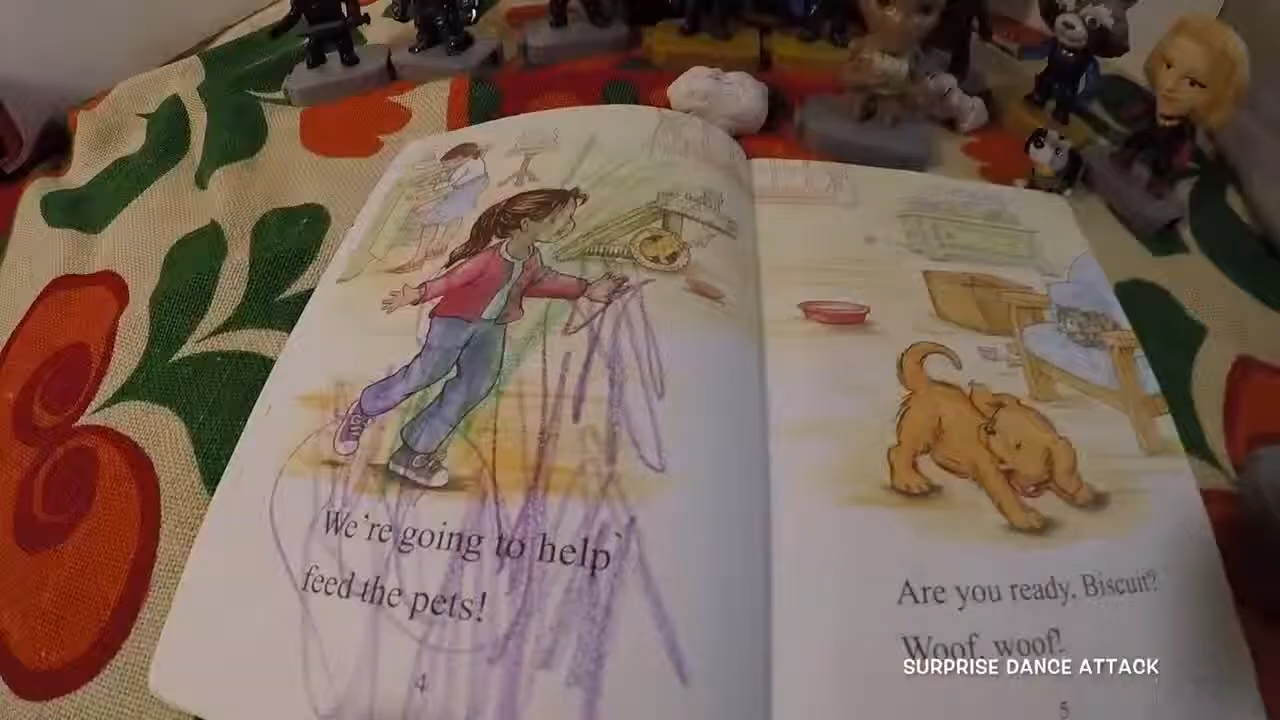 We're going to help
feed the pets!
4
Are you ready, Biscuit?
Woof, woof!
SURPRISE DANCE ATTACK
5